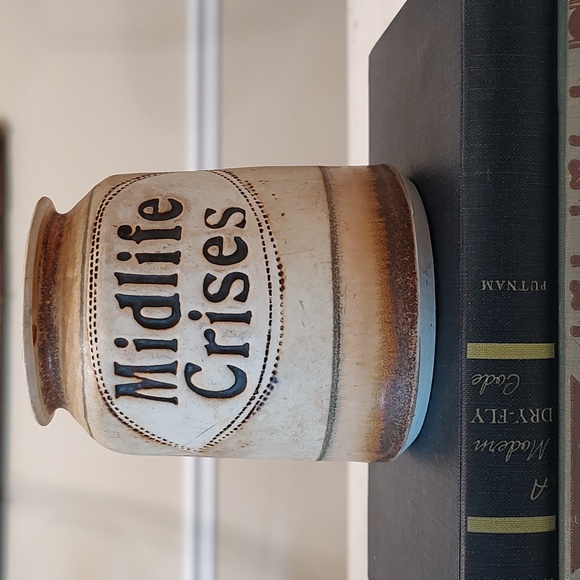 Midlife
Crises
A
Modern
DRY-FLY
Code
PUTNAM